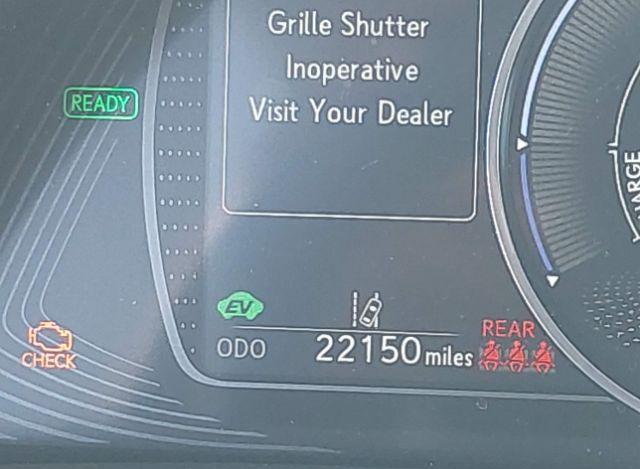 Grille Shutter
Inoperative
Visit Your Dealer
READY
EV
CHECK
ODO 22150 miles
REAR